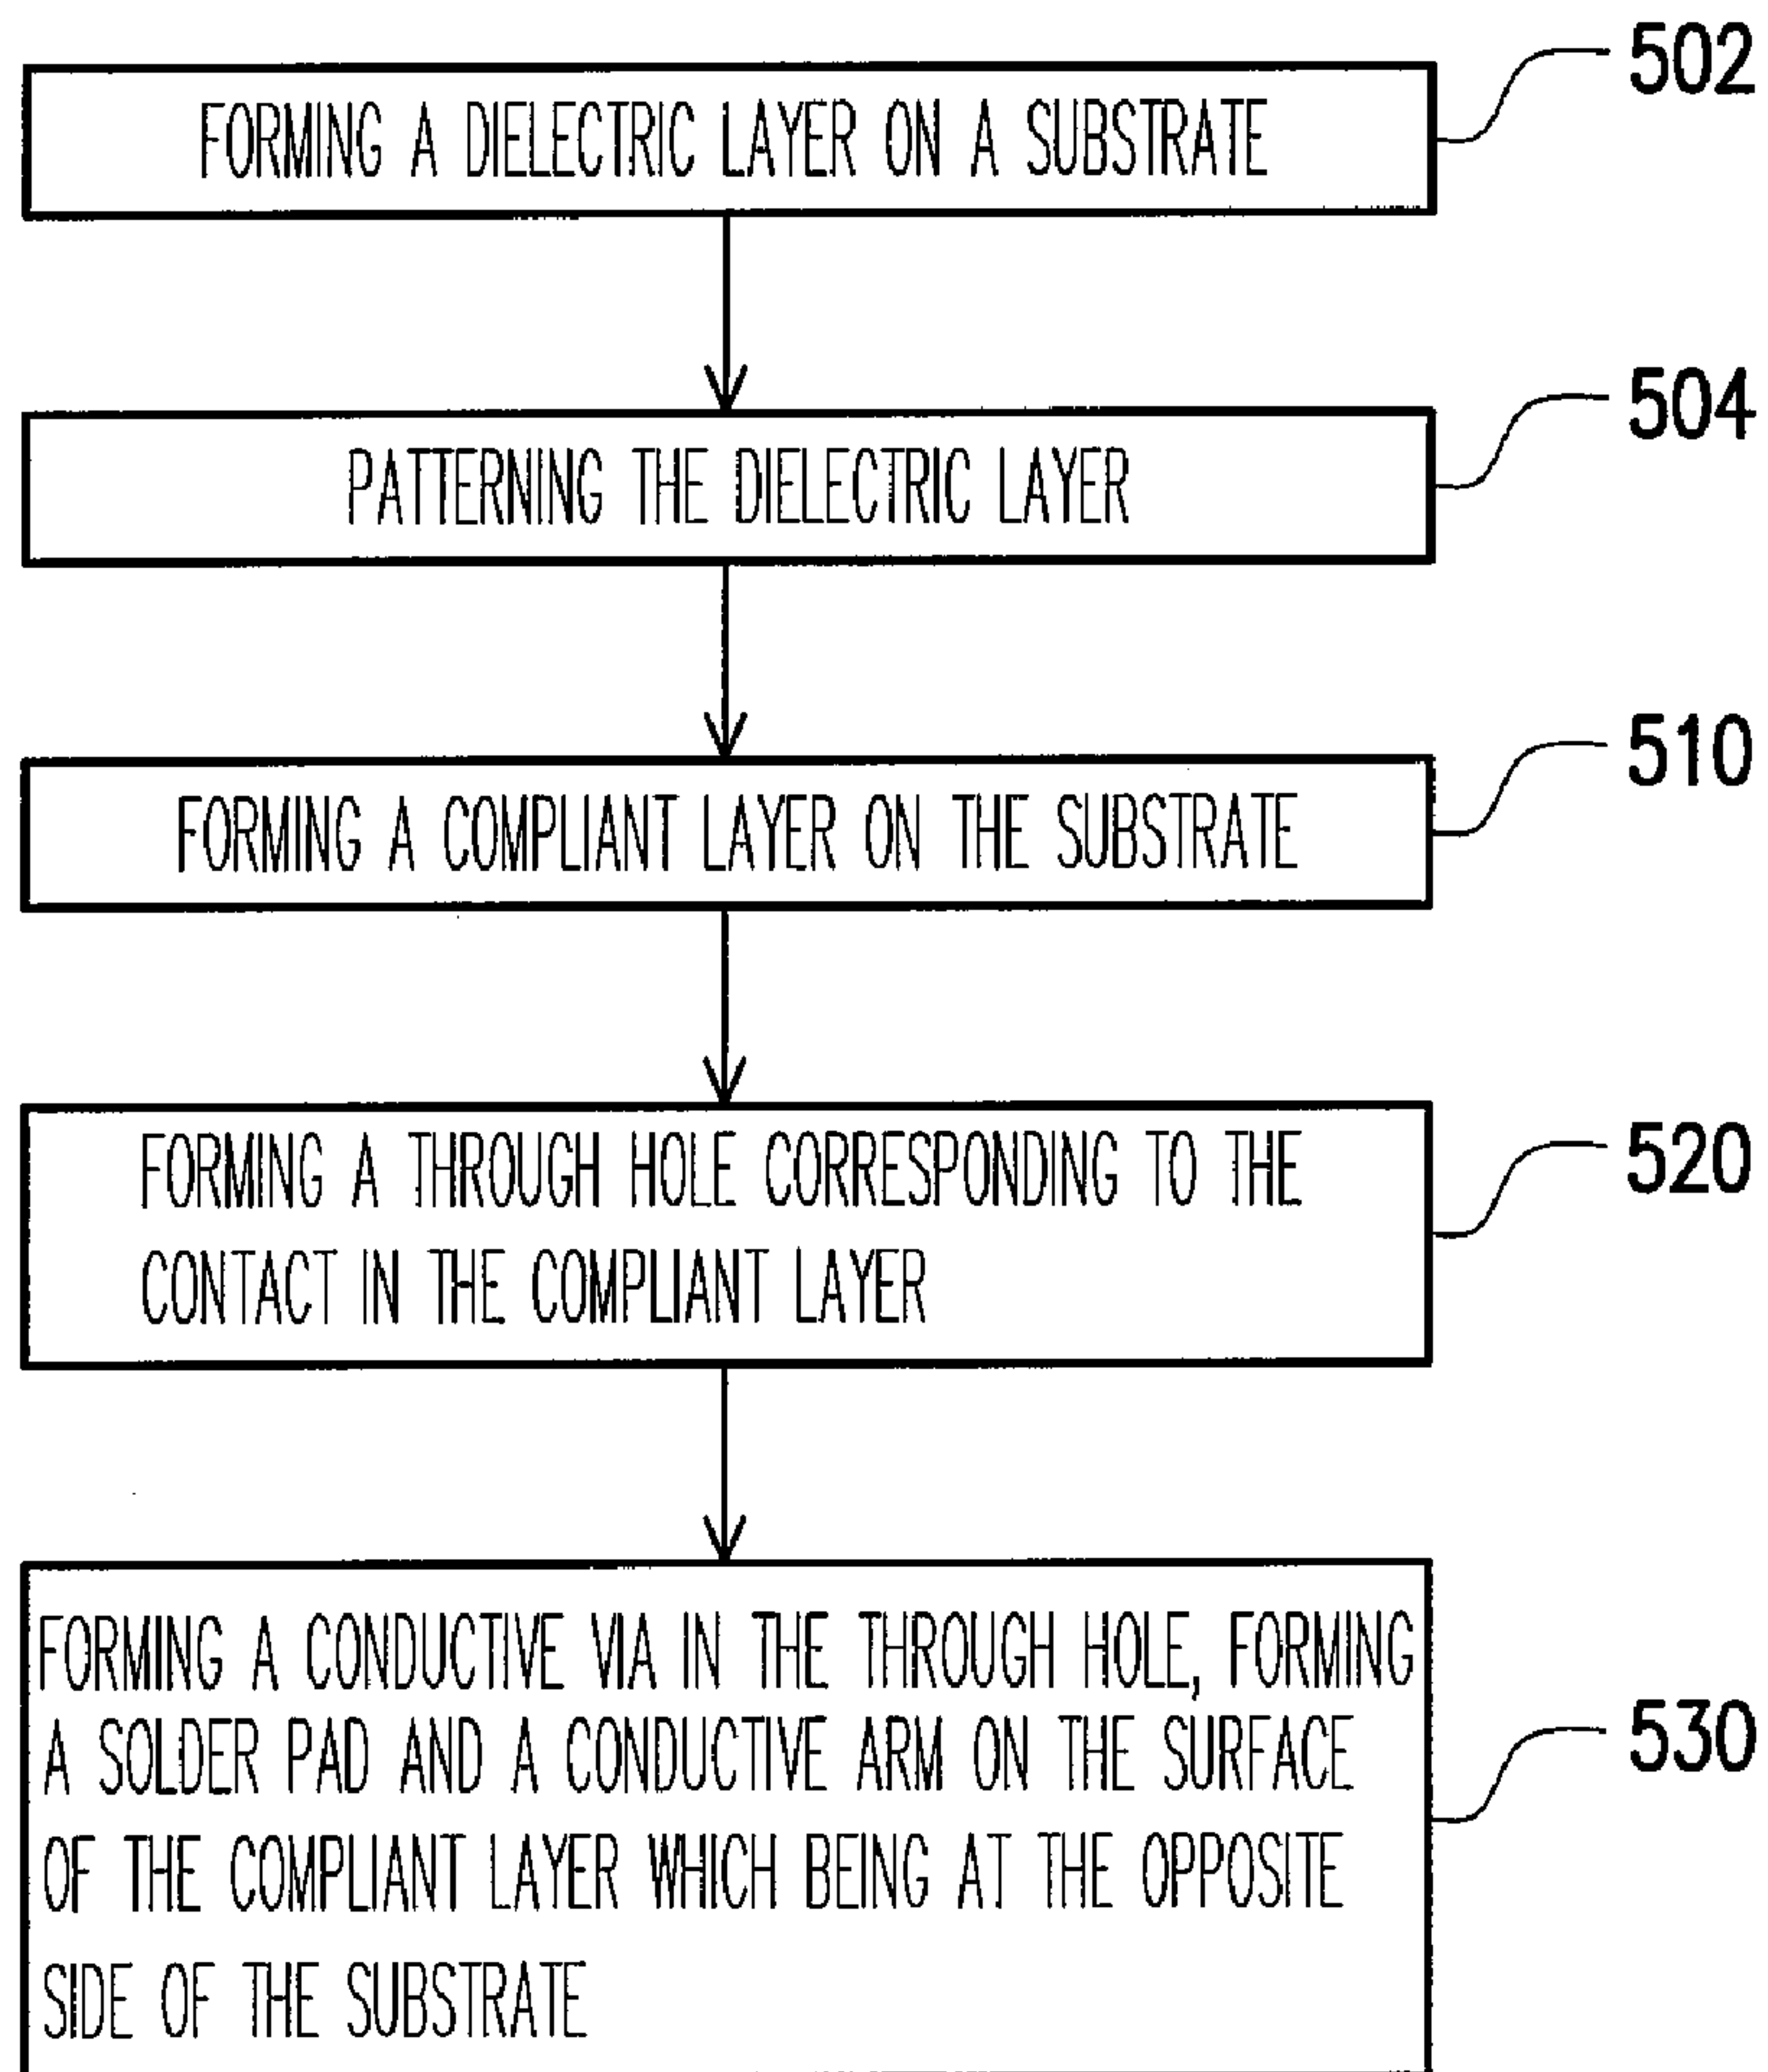 FORMING A DIELECTRIC LAYER ON A SUBSTRATE
502
PATTERNING THE DIELECTRIC LAYER
504
FORMING A COMPLIANT LAYER ON THE SUBSTRATE
510
FORMING A THROUGH HOLE CORRESPONDING TO THE
CONTACT IN THE COMPLIANT LAYER
520
FORMING A CONDUCTIVE VIA IN THE THROUGH HOLE, FORMING
A SOLDER PAD AND A CONDUCTIVE ARM ON THE SURFACE
OF THE COMPLIANT LAYER WHICH BEING AT THE OPPOSITE
SIDE OF THE SUBSTRATE
530